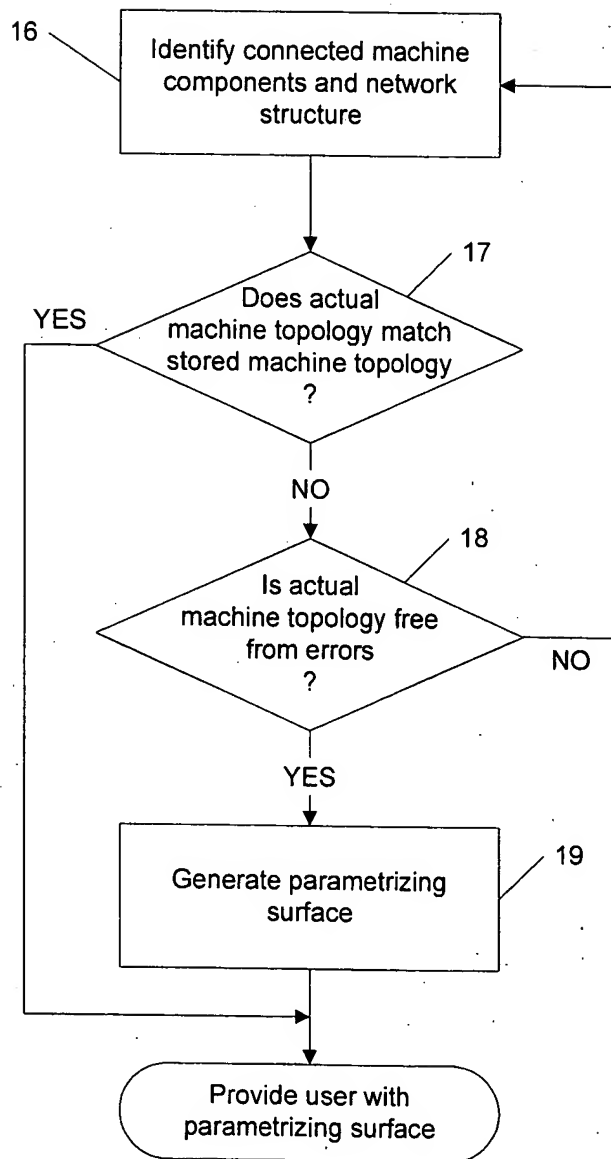 16
Identify connected machine
components and network
structure
17
Does actual
machine topology match
stored machine topology
?
YES
NO
18
Is actual
machine topology free
from errors
?
NO
YES
19
Generate parametrizing
surface
Provide user with
parametrizing surface